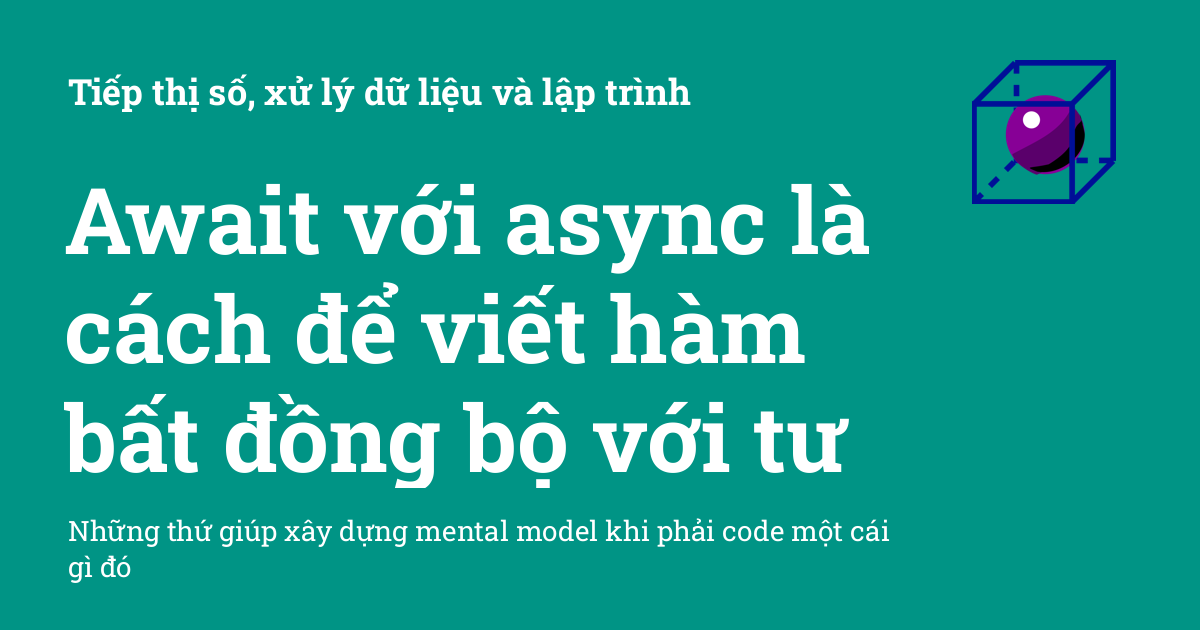 Tiếp thị số, xử lý dữ liệu và lập trình
Await với async là
cách để viết hàm
bất đồng bộ với tư
Những thứ giúp xây dựng mental model khi phải code một cái
gì đó